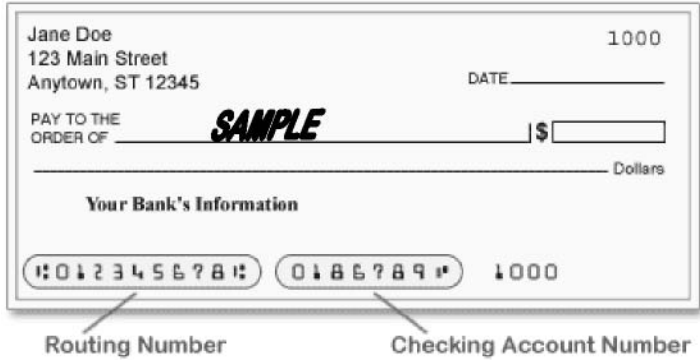 Jane Doe 1000
123 Main Street
Anytown, ST 12345 DATE
PAY TO THE
ORDER OF SAMPLE $
Dollars
Your Bank's Information
⑆012345678⑆ 0186789⑈ 1000
Routing Number Checking Account Number